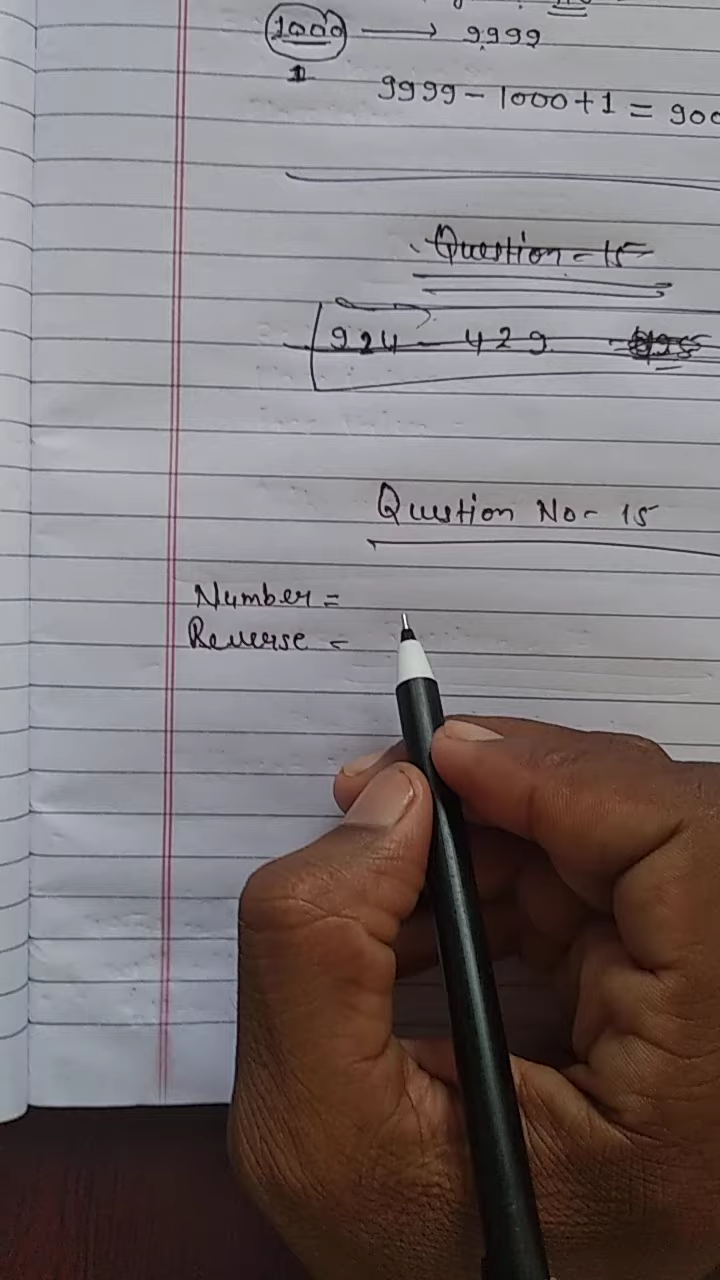 1000 → 9999
1
9999 - 1000 + 1 = 900
Question - 15
924 - 429
Question No - 15
Number =
Reverse =